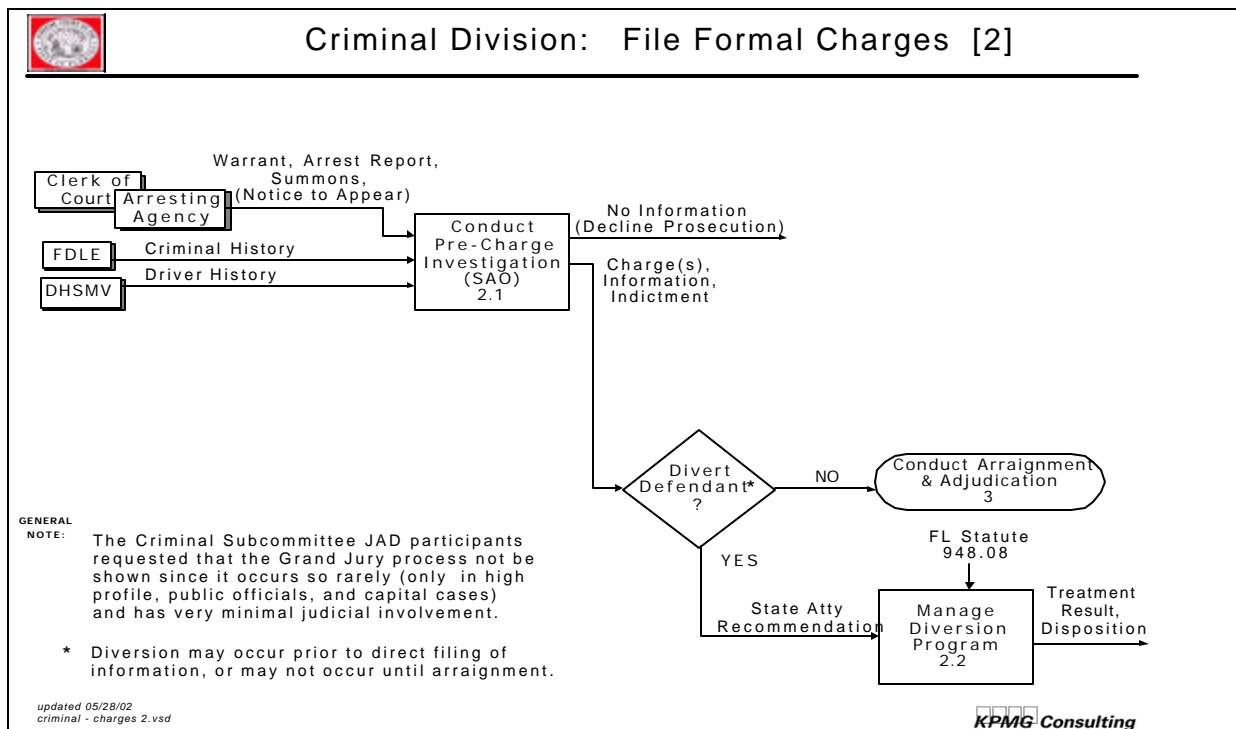 Criminal Division: File Formal Charges [2]
Clerk of
Court
Arresting
Agency
Warrant, Arrest Report,
Summons,
(Notice to Appear)
FDLE
Criminal History
DHSMV
Driver History
Conduct
Pre-Charge
Investigation
(SAO)
2.1
No Information
(Decline Prosecution)
Charge(s),
Information,
Indictment
Divert
Defendant*
?
NO
Conduct Arraignment
& Adjudication
3
YES
FL Statute
948.08
State Atty
Recommendation
Manage
Diversion
Program
2.2
Treatment
Result,
Disposition
GENERAL
NOTE:
The Criminal Subcommittee JAD participants
requested that the Grand Jury process not be
shown since it occurs so rarely (only in high
profile, public officials, and capital cases)
and has very minimal judicial involvement.
* Diversion may occur prior to direct filing of
information, or may not occur until arraignment.
updated 05/28/02
criminal - charges 2.vsd
KPMG Consulting